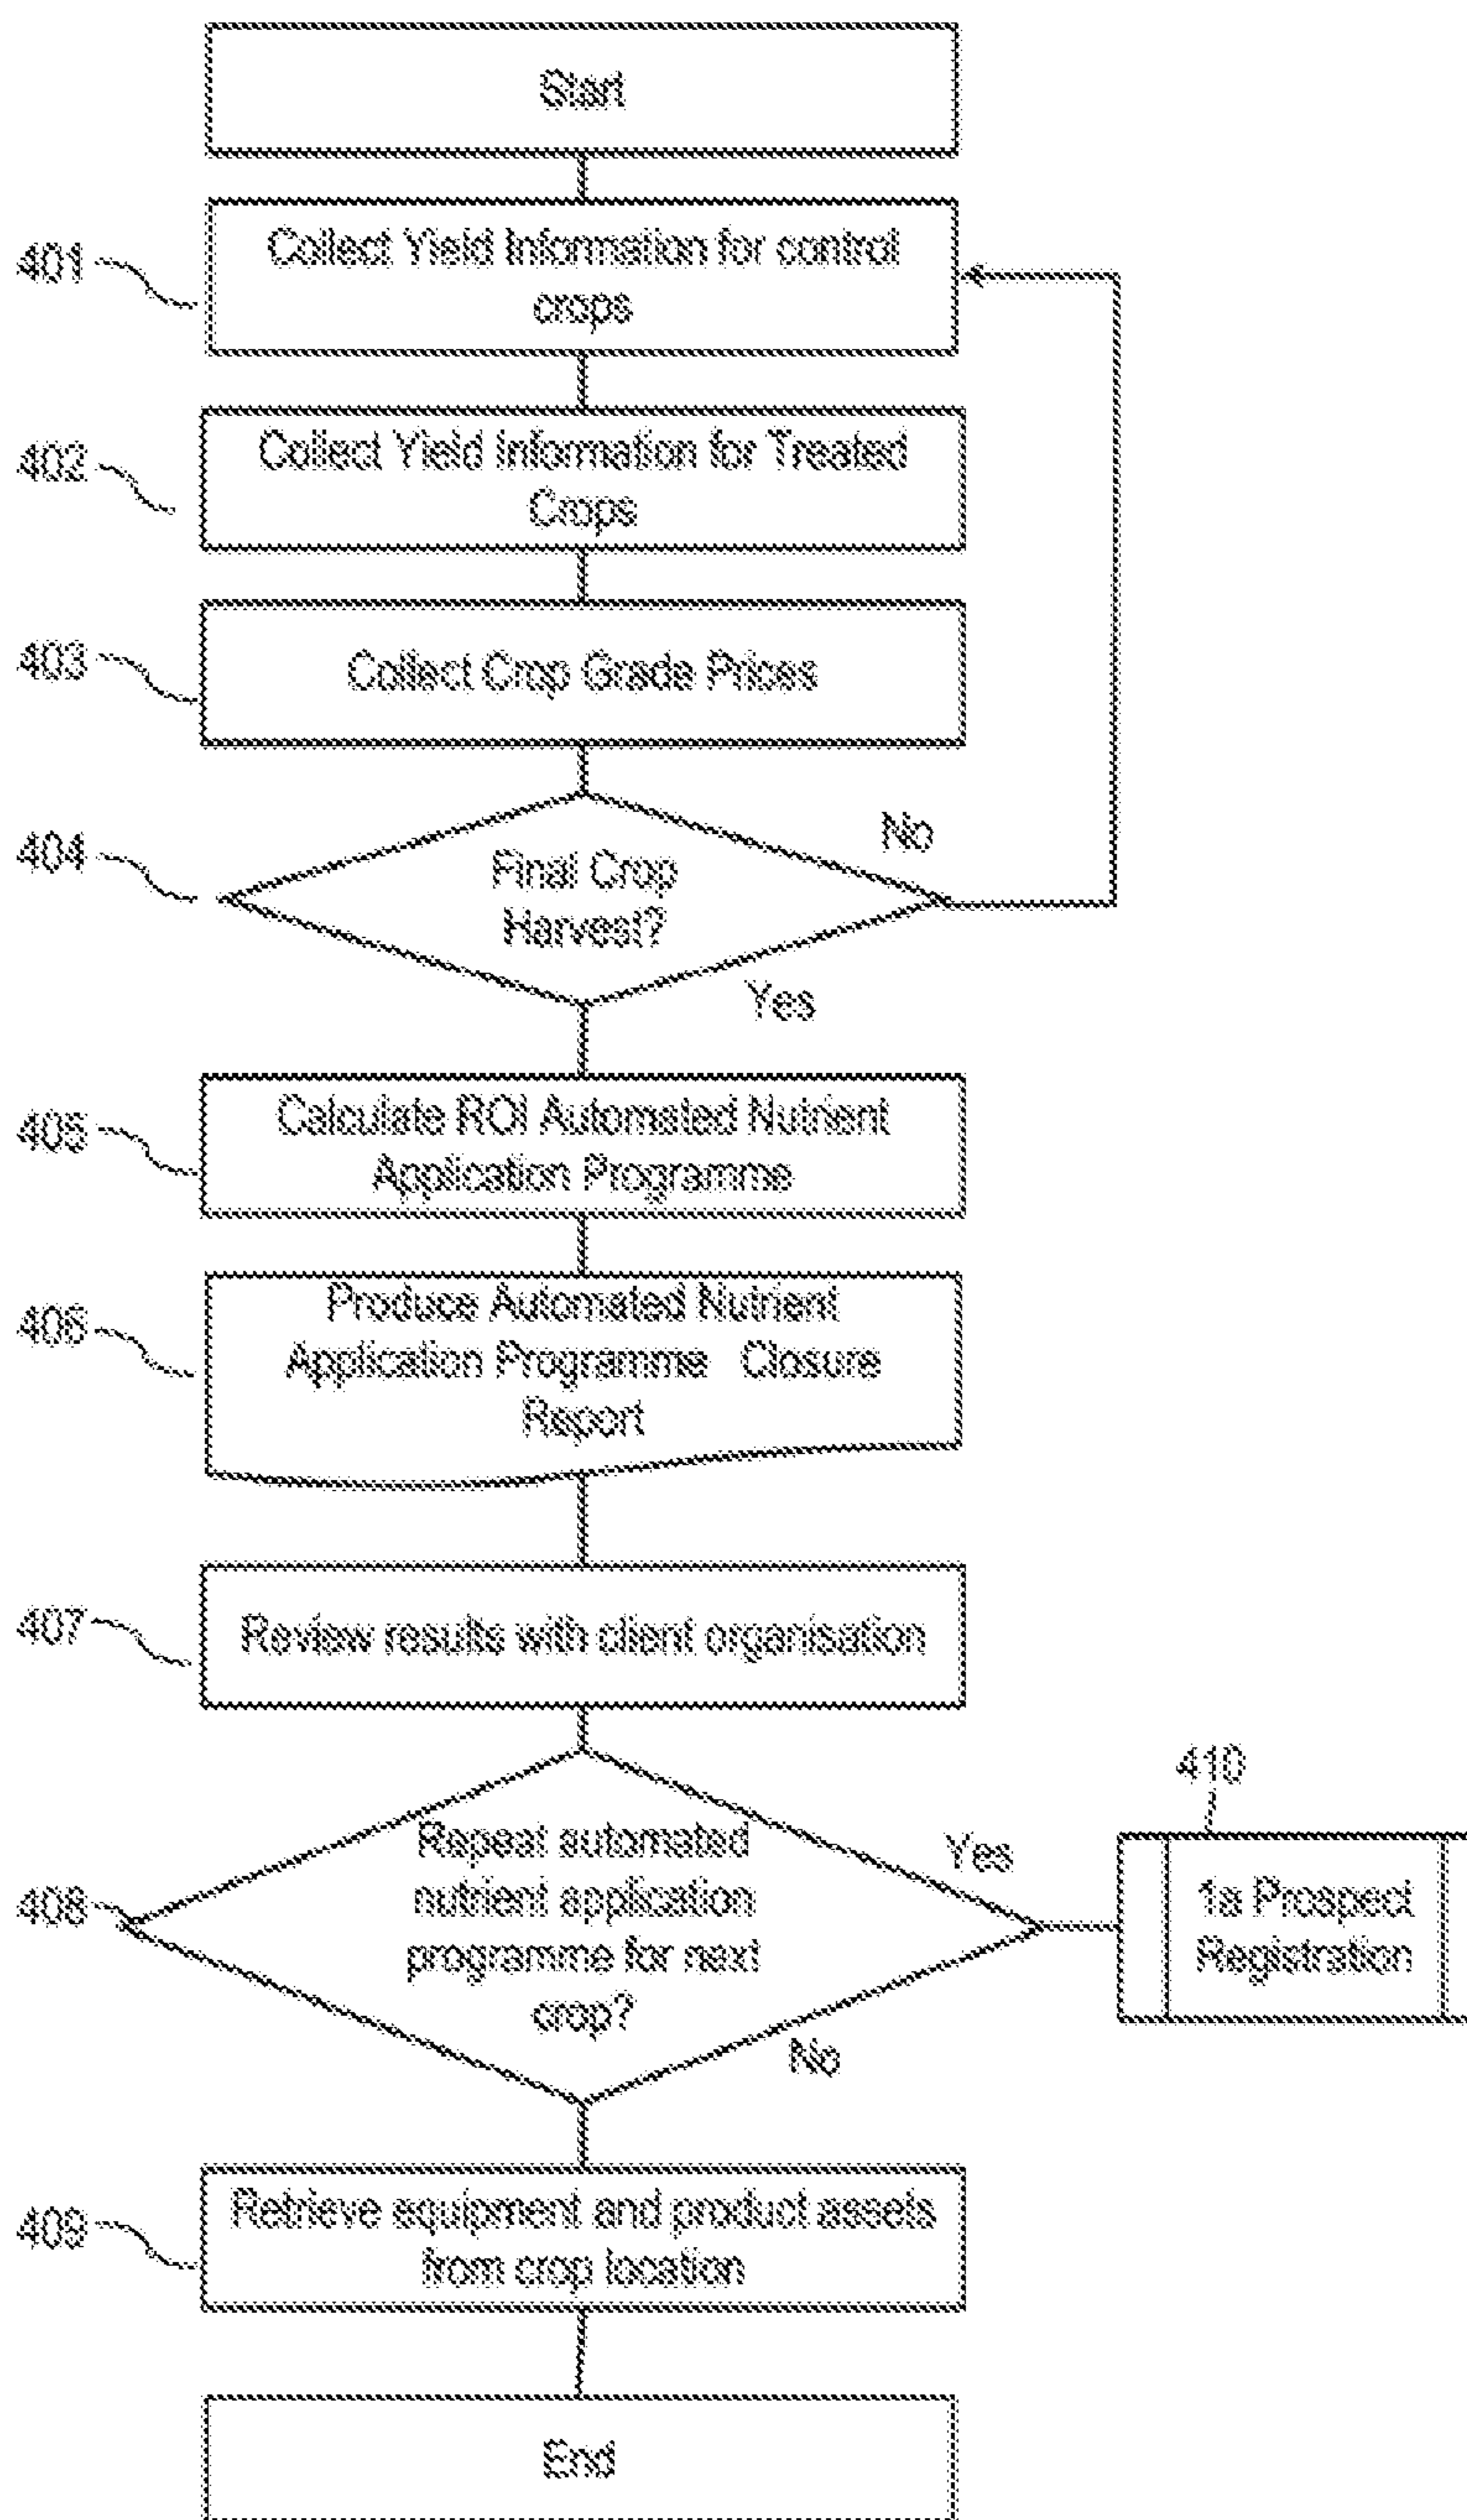 Start
401
Collect Yield Information for control
crops
402
Collect Yield Information for Treated
Crops
403
Collect Crop Grade Prices
404
Final Crop
Harvest?
No
Yes
405
Calculate ROI Automated Nutrient
Application Programme
406
Produce Automated Nutrient
Application Programme Closure
Report
407
Review results with client organisation
408
Repeat automated
nutrient application
programme for next
crop?
Yes
No
410
1a Prospect
Registration
409
Retrieve equipment and product assets
from crop location
End